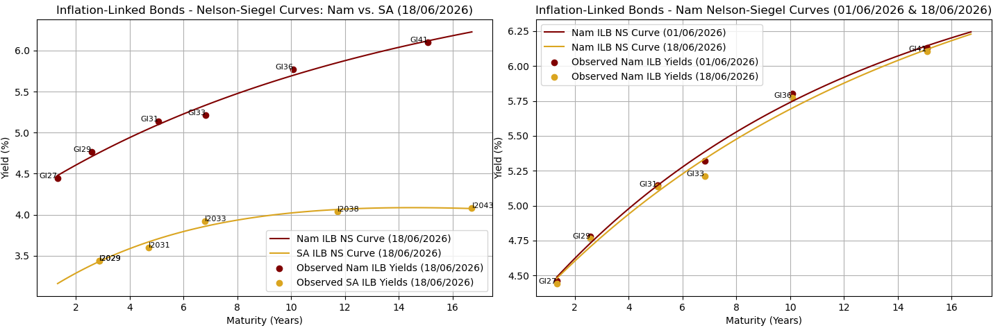 Inflation-Linked Bonds - Nelson-Siegel Curves: Nam vs. SA (18/06/2026)
Yield (%)
6.0
5.5
5.0
4.5
4.0
3.5
GI27
GI29
GI31
GI33
GI36
GI41
I2029
I2031
I2033
I2038
I2043
Nam ILB NS Curve (18/06/2026)
SA ILB NS Curve (18/06/2026)
Observed Nam ILB Yields (18/06/2026)
Observed SA ILB Yields (18/06/2026)
2 4 6 8 10 12 14 16
Maturity (Years)
Inflation-Linked Bonds - Nam Nelson-Siegel Curves (01/06/2026 & 18/06/2026)
Yield (%)
6.25
6.00
5.75
5.50
5.25
5.00
4.75
4.50
Nam ILB NS Curve (01/06/2026)
Nam ILB NS Curve (18/06/2026)
Observed Nam ILB Yields (01/06/2026)
Observed Nam ILB Yields (18/06/2026)
GI27
GI29
GI31
GI33
GI36
GI41
2 4 6 8 10 12 14 16
Maturity (Years)